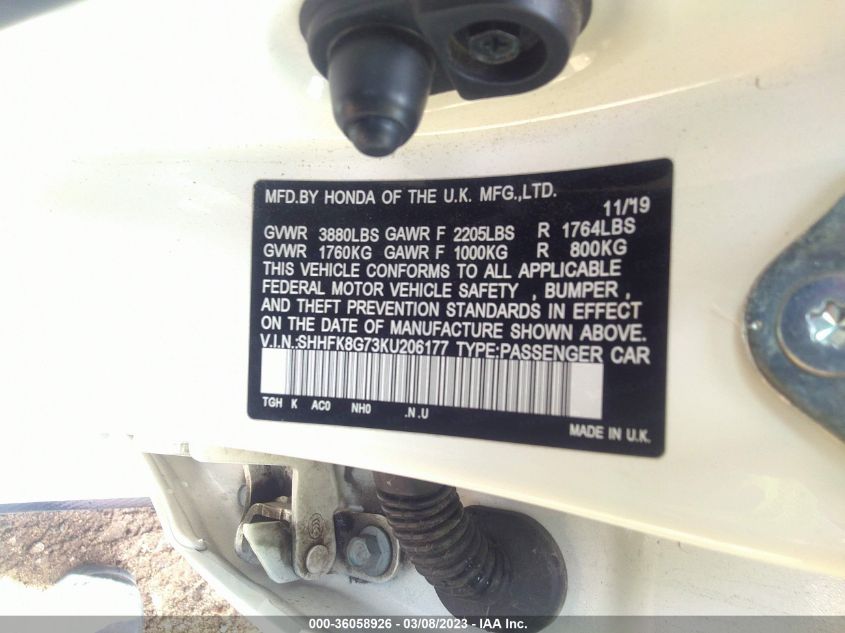 MFD.BY HONDA OF THE U.K. MFG.,LTD. 11/'19
GVWR 3880LBS GAWR F 2205LBS R 1764LBS
GVWR 1760KG GAWR F 1000KG R 800KG
THIS VEHICLE CONFORMS TO ALL APPLICABLE
FEDERAL MOTOR VEHICLE SAFETY , BUMPER ,
AND THEFT PREVENTION STANDARDS IN EFFECT
ON THE DATE OF MANUFACTURE SHOWN ABOVE.
V.I.N.:SHHFK8G73KU206177 TYPE:PASSENGER CAR
TGH K AC0 NH0 .N.U
MADE IN U.K.
000-36058926 - 03/08/2023 - IAA Inc.